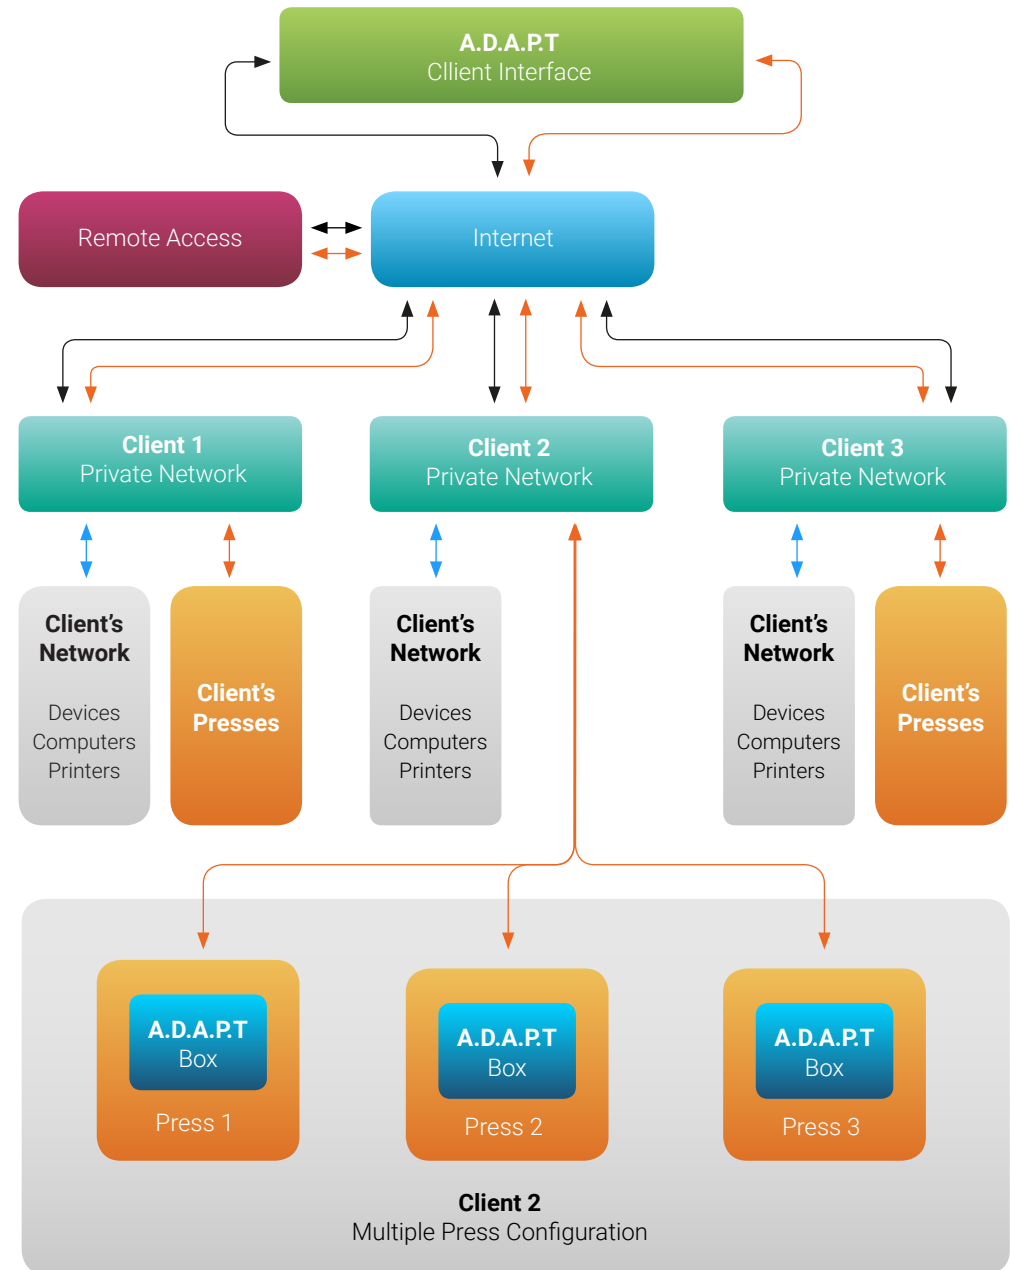 A.D.A.P.T
Cllient Interface
Remote Access
Internet
Client 1
Private Network
Client 2
Private Network
Client 3
Private Network
Client’s
Network
Devices
Computers
Printers
Client’s
Presses
Client’s
Network
Devices
Computers
Printers
Client’s
Network
Devices
Computers
Printers
Client’s
Presses
A.D.A.P.T
Box
Press 1
A.D.A.P.T
Box
Press 2
A.D.A.P.T
Box
Press 3
Client 2
Multiple Press Configuration